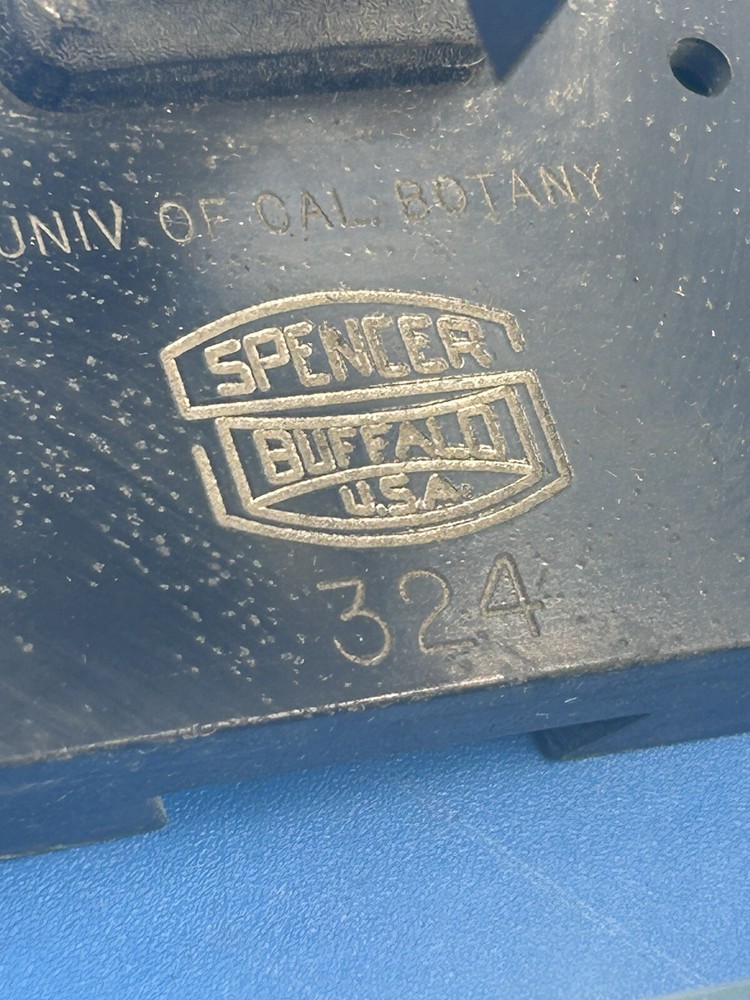 UNIV. OF CAL. BOTANY
SPENCER
BUFFALO
U.S.A.
324